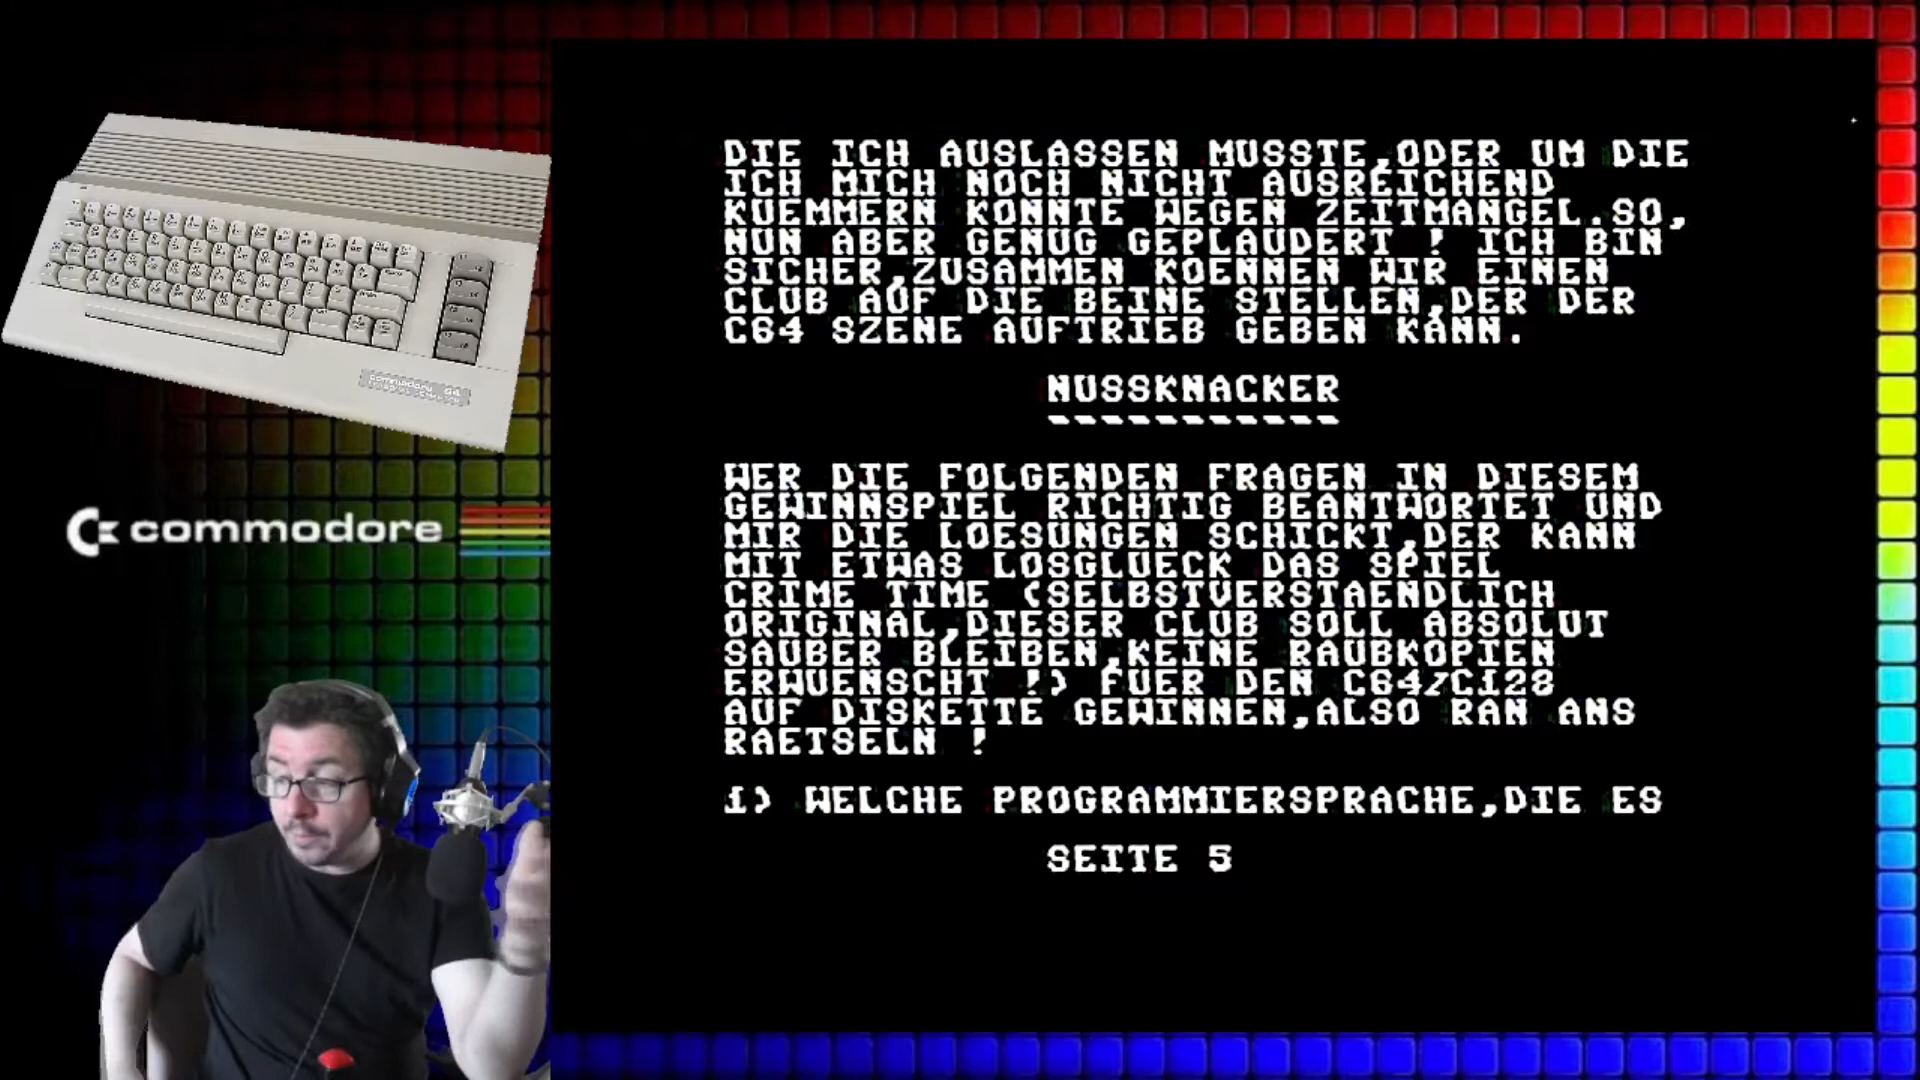 DIE ICH AUSLASSEN MUSSTE,ODER UM DIE
ICH MICH NOCH NICHT AUSREICHEND
KUEMMERN KONNTE WEGEN ZEITMANGEL.SO,
NUN ABER GENUG GEPLAUDERT ! ICH BIN
SICHER,ZUSAMMEN KOENNEN WIR EINEN
CLUB AUF DIE BEINE STELLEN,DER DER
C64 SZENE AUFTRIEB GEBEN KANN.
NUSSKNACKER
-----------
WER DIE FOLGENDEN FRAGEN IN DIESEM
GEWINNSPIEL RICHTIG BEANTWORTET UND
MIR DIE LOESUNGEN SCHICKT,DER KANN
MIT ETWAS LOSGLUECK DAS SPIEL
CRIME TIME (SELBSTVERSTAENDLICH
ORIGINAL,DIESER CLUB SOLL ABSOLUT
SAUBER BLEIBEN,KEINE RAUBKOPIEN
ERWUENSCHT !) FUER DEN C64/C128
AUF DISKETTE GEWINNEN,ALSO RAN ANS
RAETSELN !
1) WELCHE PROGRAMMIERSPRACHE,DIE ES
SEITE 5
commodore 64
commodore